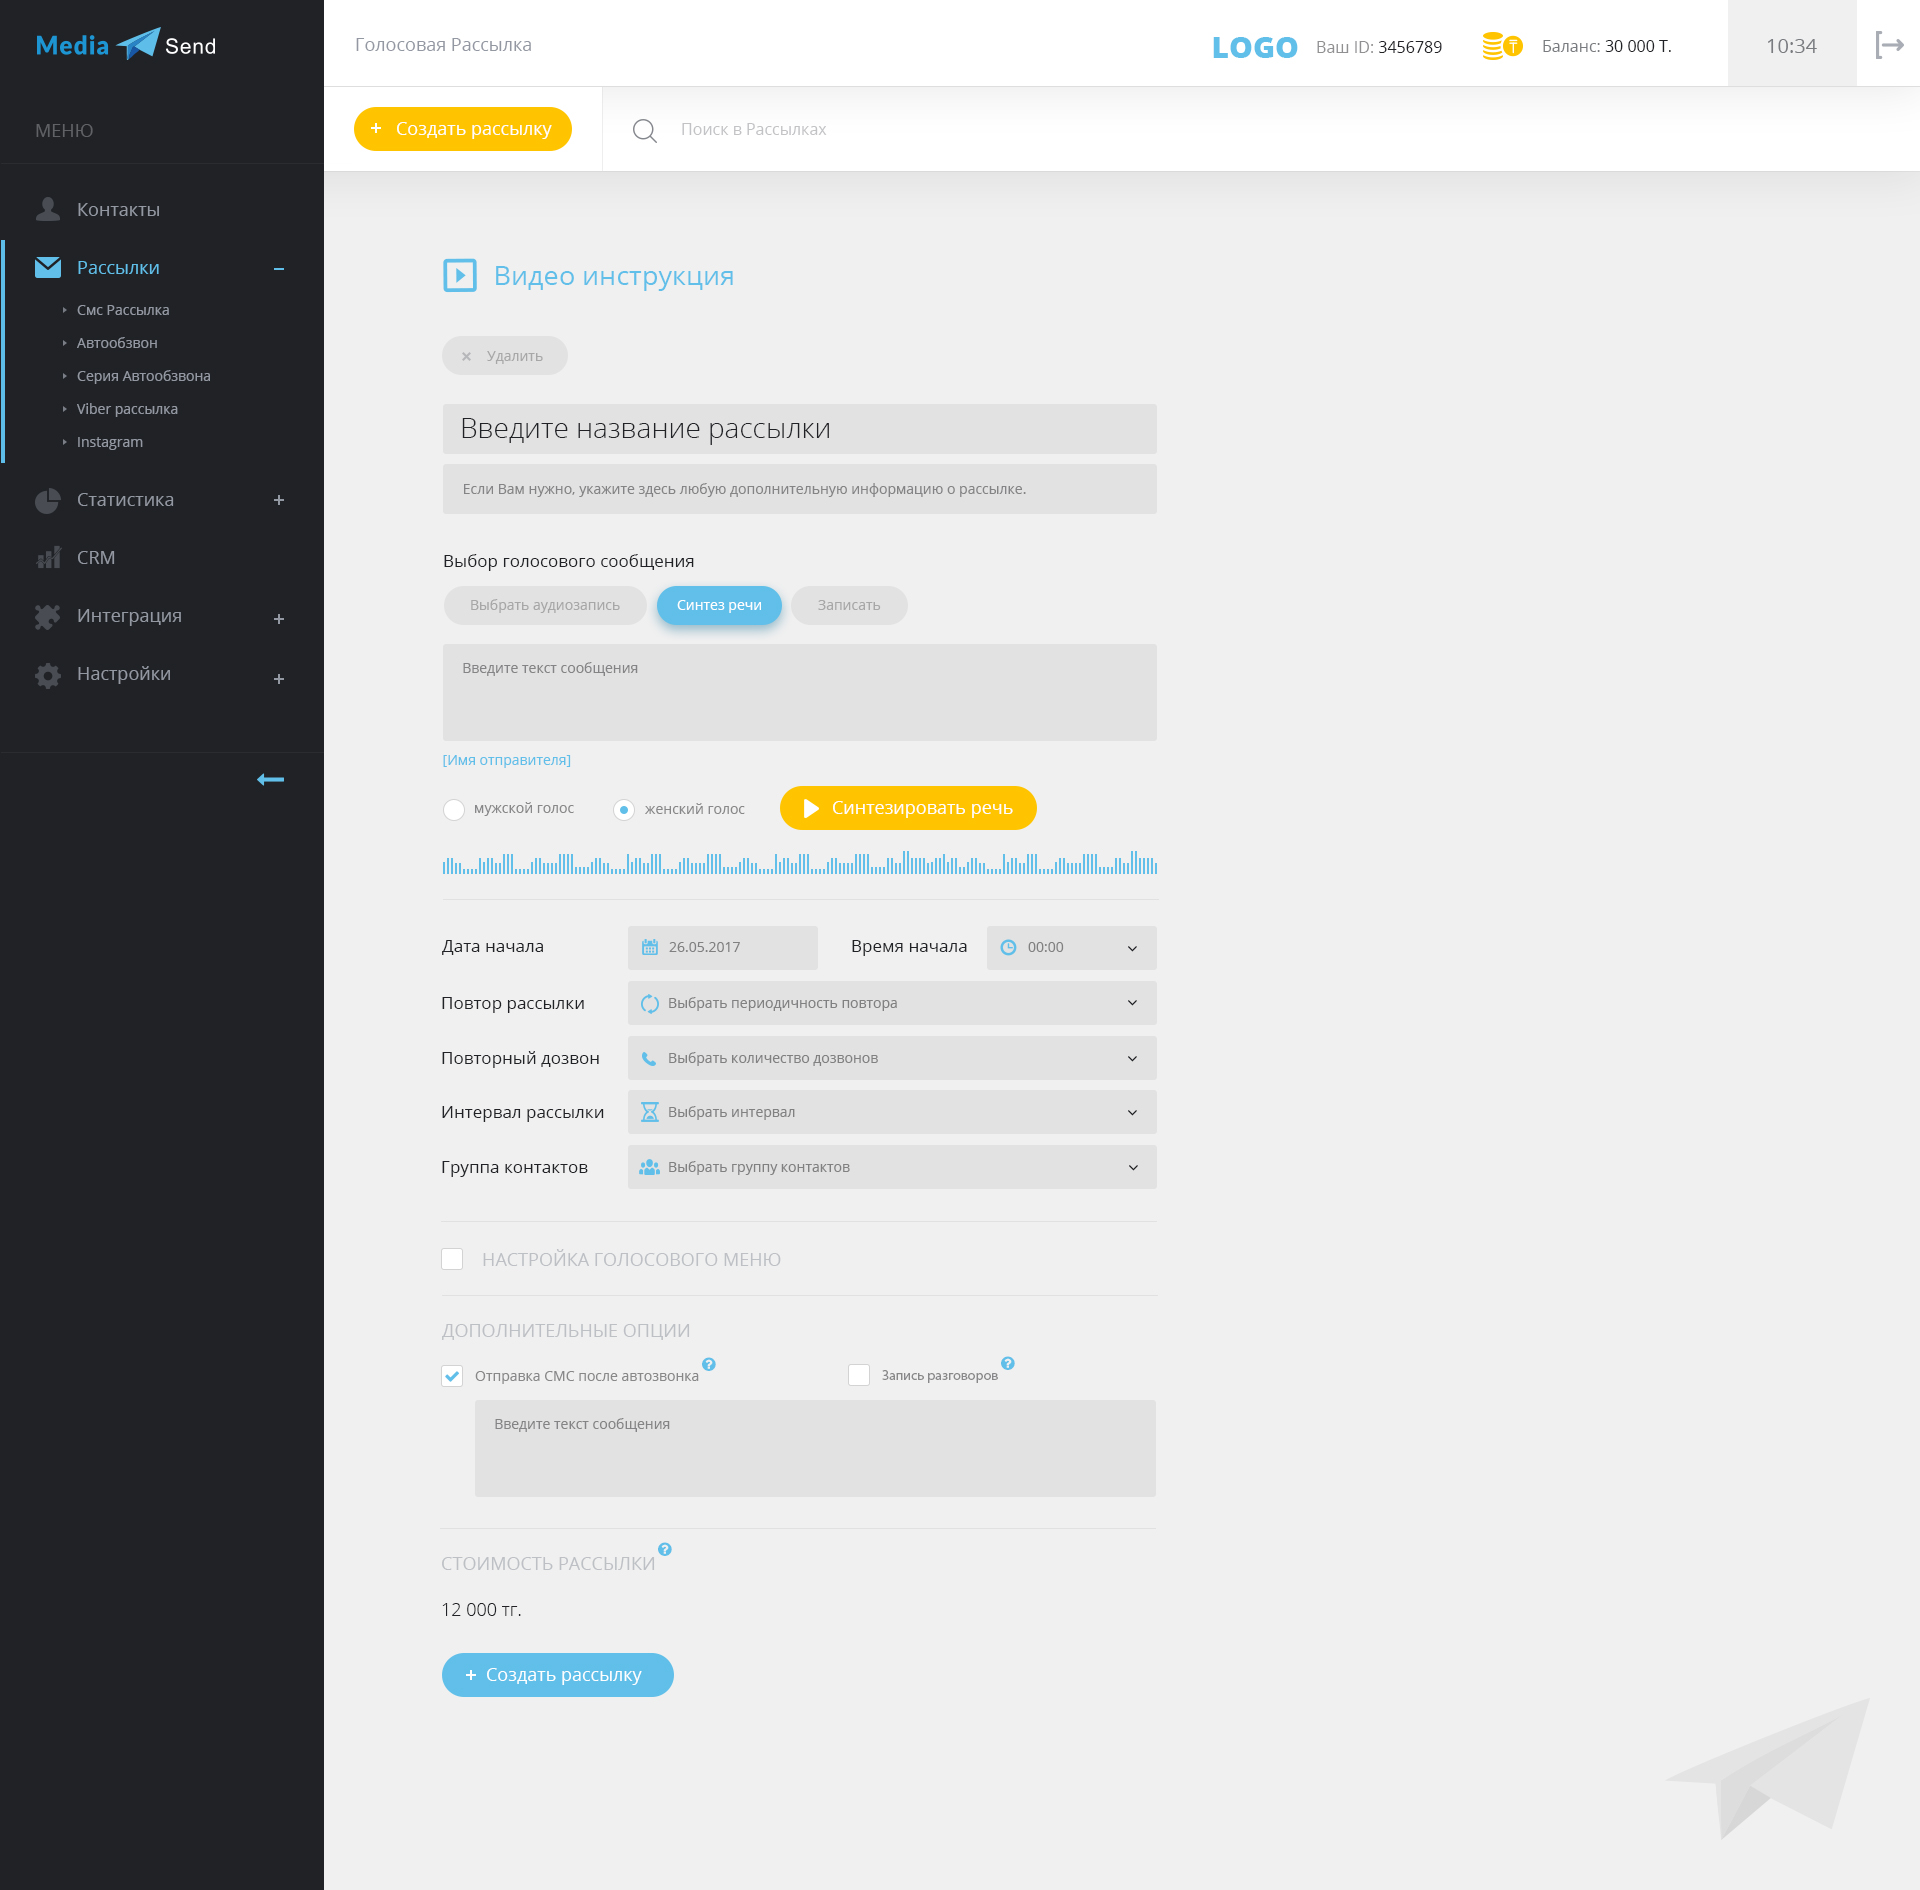 Media Send
МЕНЮ
Контакты
Рассылки
Смс Рассылка
Автообзвон
Серия Автообзвона
Viber рассылка
Instagram
Статистика
CRM
Интеграция
Настройки
Голосовая Рассылка
LOGO
Ваш ID: 3456789
Баланс: 30 000 Т.
10:34
+ Создать рассылку
Поиск в Рассылках
Видео инструкция
Удалить
Введите название рассылки
Если Вам нужно, укажите здесь любую дополнительную информацию о рассылке.
Выбор голосового сообщения
Выбрать аудиозапись
Синтез речи
Записать
Введите текст сообщения
[Имя отправителя]
мужской голос
женский голос
Синтезировать речь
Дата начала
26.05.2017
Время начала
00:00
Повтор рассылки
Выбрать периодичность повтора
Повторный дозвон
Выбрать количество дозвонов
Интервал рассылки
Выбрать интервал
Группа контактов
Выбрать группу контактов
НАСТРОЙКА ГОЛОСОВОГО МЕНЮ
ДОПОЛНИТЕЛЬНЫЕ ОПЦИИ
Отправка СМС после автозвонка ?
Запись разговоров ?
Введите текст сообщения
СТОИМОСТЬ РАССЫЛКИ ?
12 000 тг.
+ Создать рассылку